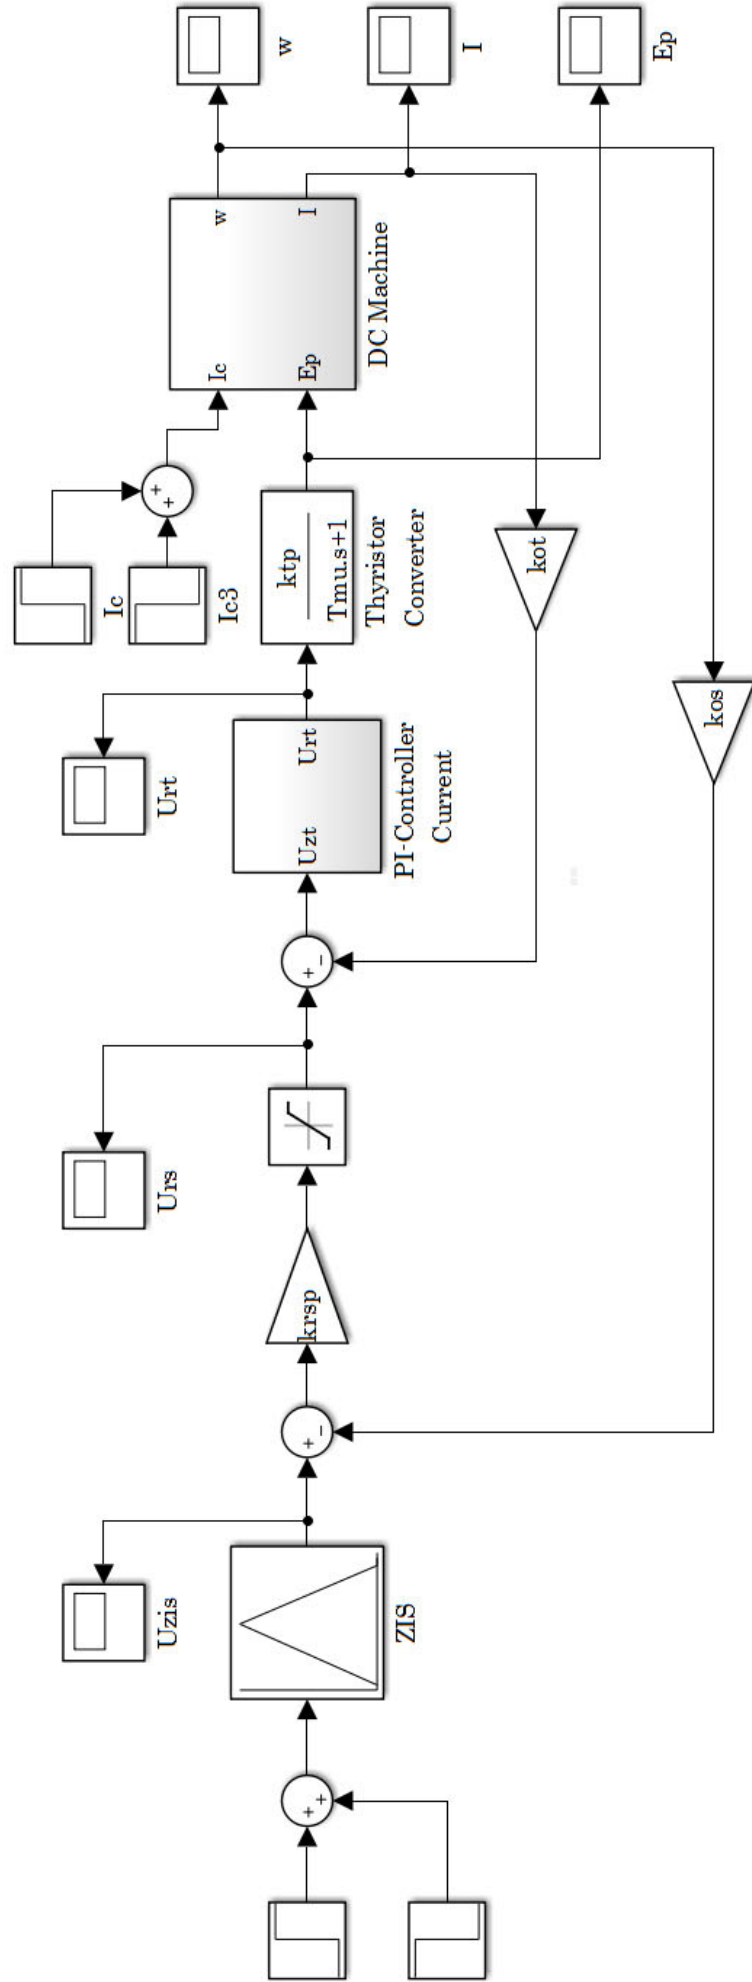 Uzis
ZIS
+
+
+
-
krsp
Urs
+
-
Uzt
Urt
PI-Controller
Current
Urt
ktp
Tmu.s+1
Thyristor
Converter
Ic
Ic3
+
+
Ic
Ep
w
I
DC Machine
w
I
Ep
kot
kos